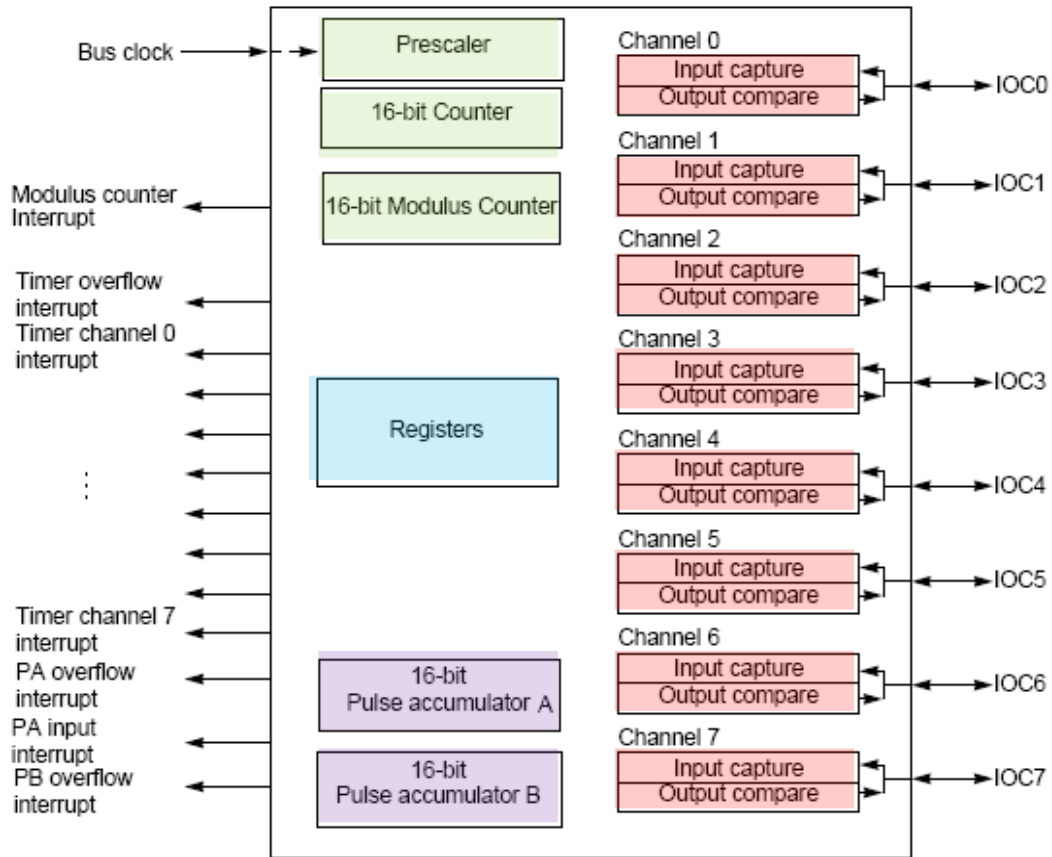 Bus clock
Modulus counter
Interrupt
Timer overflow
interrupt
Timer channel 0
interrupt
⋮
Timer channel 7
interrupt
PA overflow
interrupt
PA input
interrupt
PB overflow
interrupt
Prescaler
16-bit Counter
16-bit Modulus Counter
Registers
16-bit
Pulse accumulator A
16-bit
Pulse accumulator B
Channel 0
Input capture
Output compare
IOC0
Channel 1
Input capture
Output compare
IOC1
Channel 2
Input capture
Output compare
IOC2
Channel 3
Input capture
Output compare
IOC3
Channel 4
Input capture
Output compare
IOC4
Channel 5
Input capture
Output compare
IOC5
Channel 6
Input capture
Output compare
IOC6
Channel 7
Input capture
Output compare
IOC7